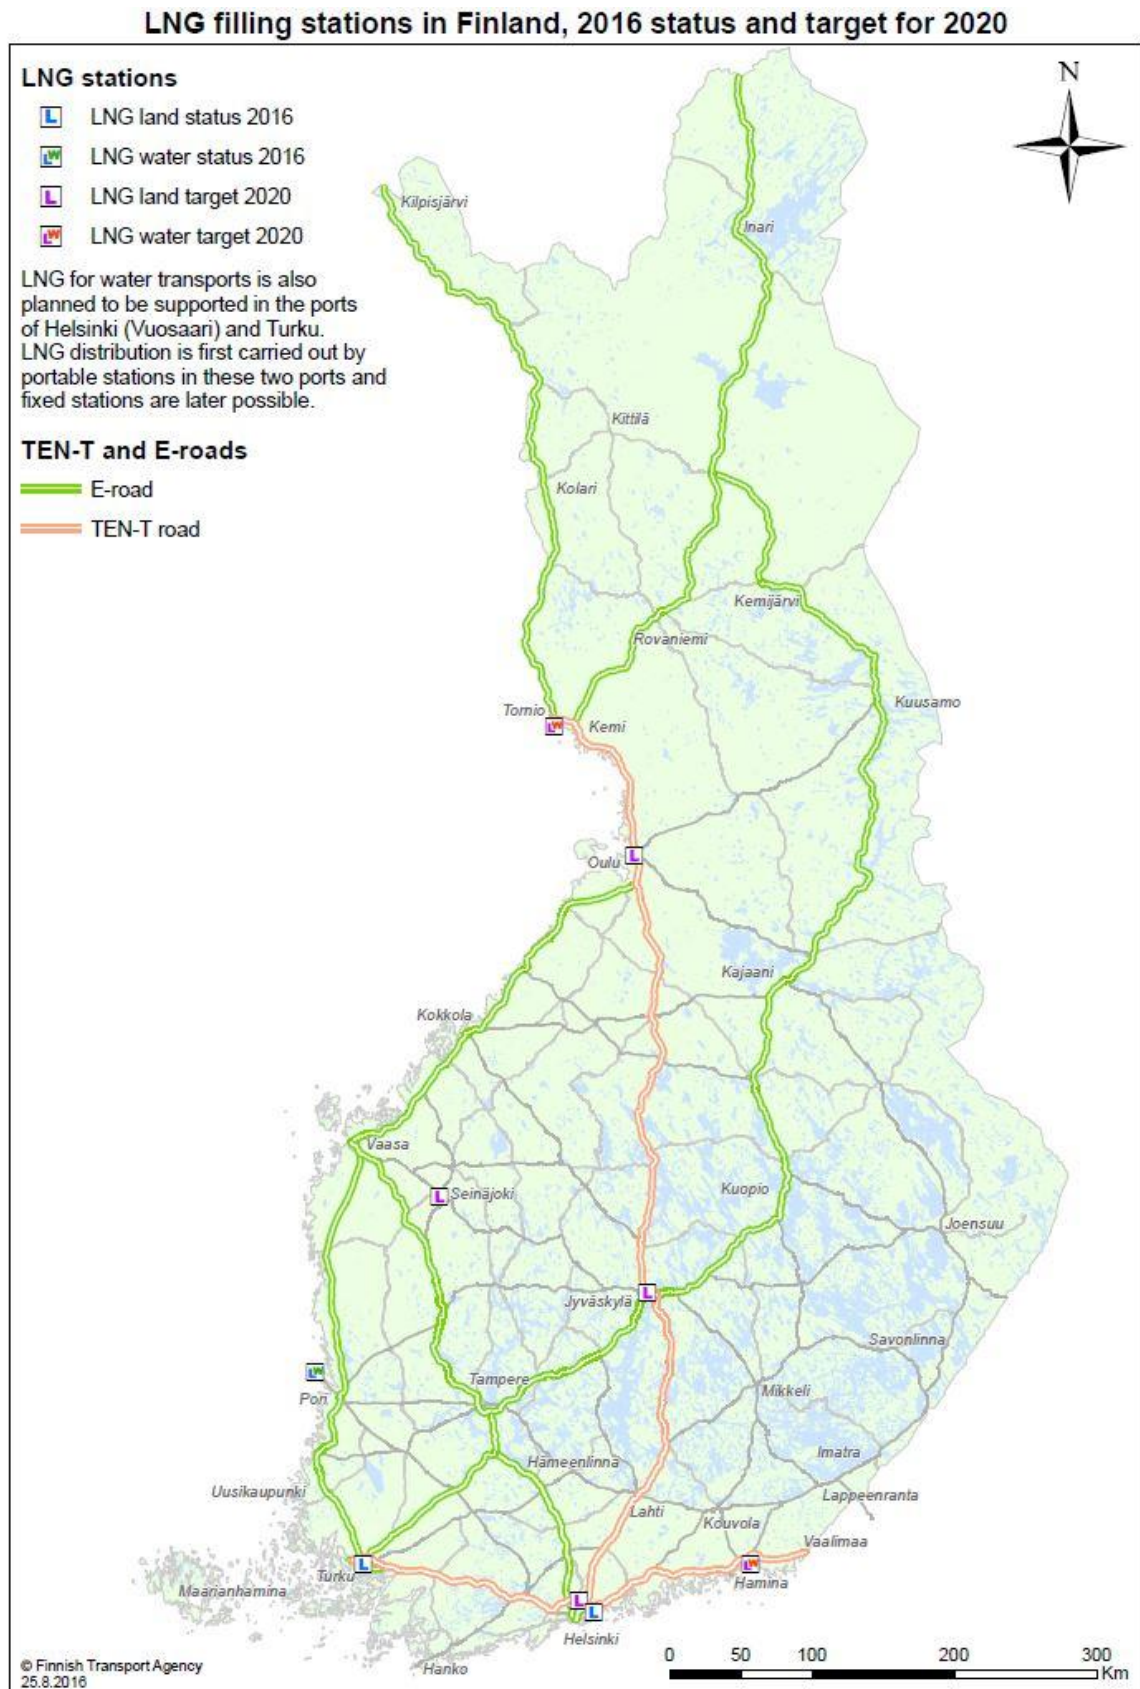 LNG filling stations in Finland, 2016 status and target for 2020
LNG stations
L LNG land status 2016
LW LNG water status 2016
L LNG land target 2020
LW LNG water target 2020
LNG for water transports is also
planned to be supported in the ports
of Helsinki (Vuosaari) and Turku.
LNG distribution is first carried out by
portable stations in these two ports and
fixed stations are later possible.
TEN-T and E-roads
E-road
TEN-T road
N
Kilpisjärvi
Inari
Kittilä
Kolari
Kemijärvi
Rovaniemi
Kuusamo
Tornio
LW
Kemi
Oulu
L
Kajaani
Kokkola
Vaasa
L
Seinäjoki
Kuopio
Joensuu
Jyväskylä
L
Savonlinna
LW
Pori
Tampere
Mikkeli
Imatra
Hämeenlinna
Uusikaupunki
Lappeenranta
Lahti
Kouvola
Vaalimaa
Turku
L
LW
Hamina
Maarianhamina
L
L
Helsinki
Hanko
0 50 100 200 300
Km
© Finnish Transport Agency
25.8.2016